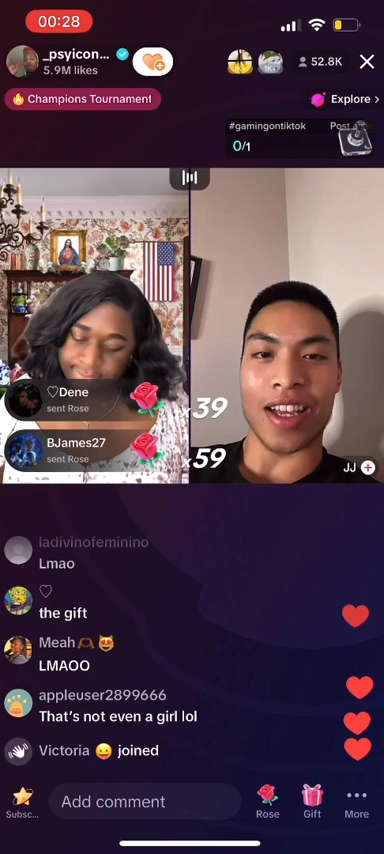 00:28
_psyicon...
5.9M likes
52.8K
Champions Tournament
Explore >
#gamingontiktok
0/1
♡Dene
sent Rose
x39
BJames27
sent Rose
x59
JJ
ladivinofeminino
Lmao
♡
the gift
Meah🫶🏾😻
LMAOO
appleuser2899666
That's not even a girl lol
Victoria 😀 joined
Subsc...
Add comment
Rose
Gift
More